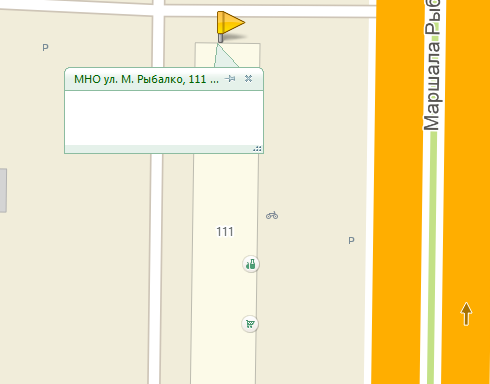 P
МНО ул. М. Рыбалко, 111 ...
Маршала Рыб
111
P